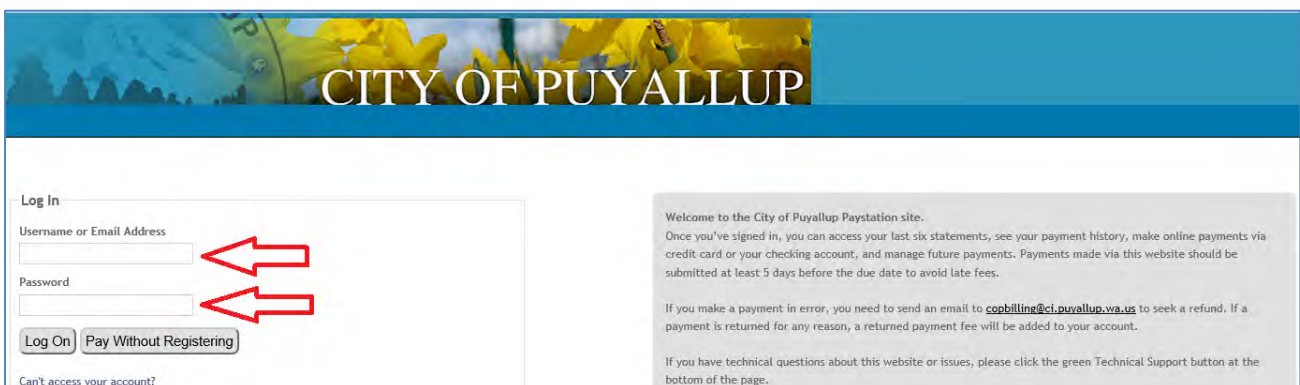 CITY OF PUYALLUP
Log In
Username or Email Address
Password
Log On Pay Without Registering
Can't access your account?
Welcome to the City of Puyallup Paystation site.
Once you've signed in, you can access your last six statements, see your payment history, make online payments via
credit card or your checking account, and manage future payments. Payments made via this website should be
submitted at least 5 days before the due date to avoid late fees.
If you make a payment in error, you need to send an email to copbilling@ci.puyallup.wa.us to seek a refund. If a
payment is returned for any reason, a returned payment fee will be added to your account.
If you have technical questions about this website or issues, please click the green Technical Support button at the
bottom of the page.